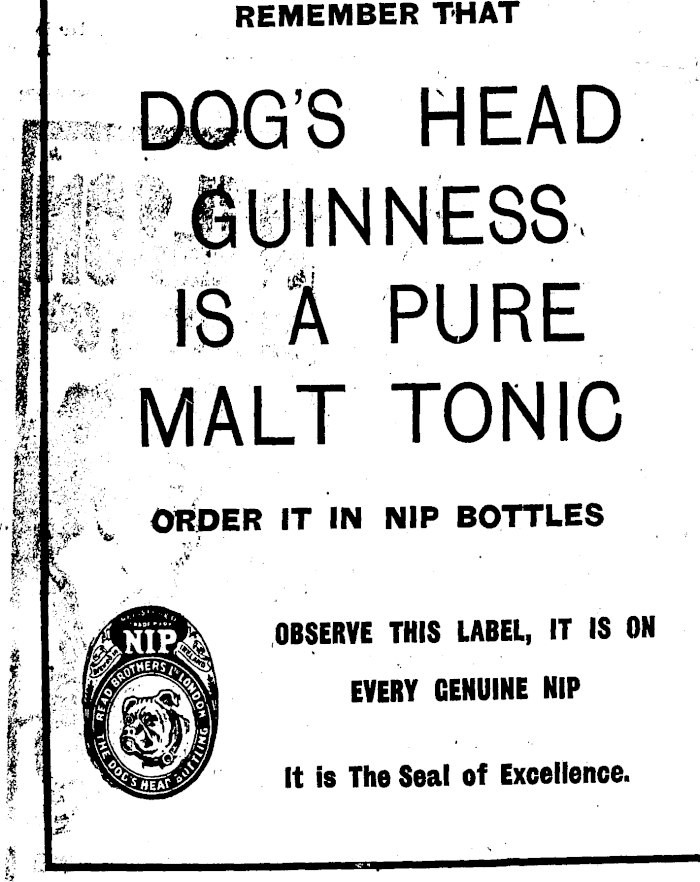 REMEMBER THAT
DOG'S HEAD
GUINNESS
IS A PURE
MALT TONIC
ORDER IT IN NIP BOTTLES
OBSERVE THIS LABEL, IT IS ON
EVERY GENUINE NIP
It is The Seal of Excellence.
TRADE MARK
NIP
READ BROTHERS LTD LONDON
THE DOG'S HEAD BOTTLING